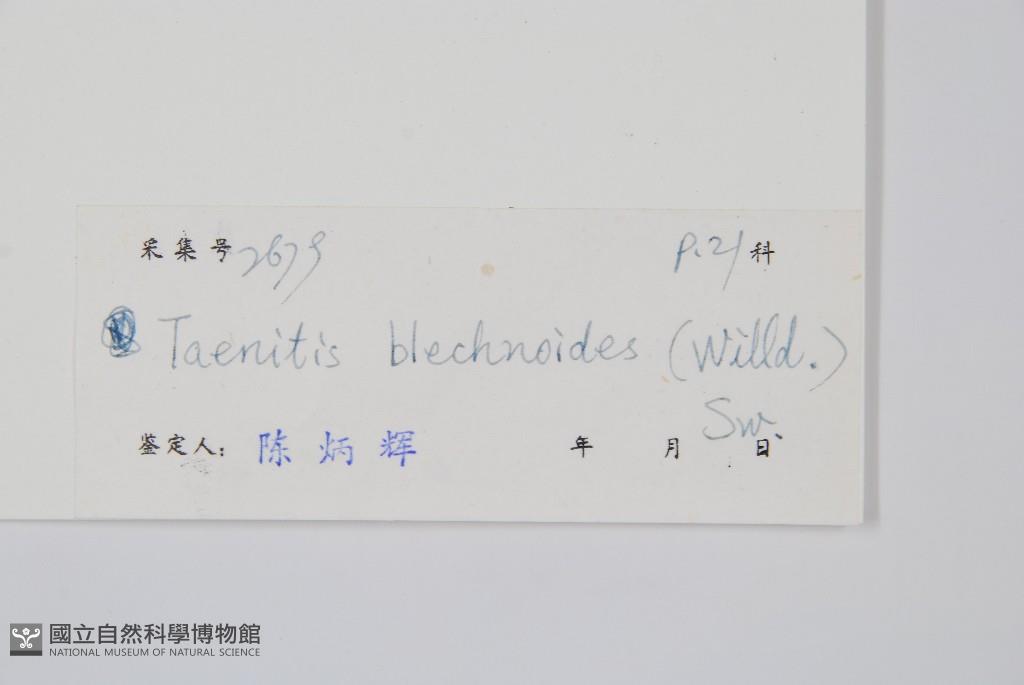 采集号 2679 P.21 科
Taenitis blechnoides (Willd.)
Sw.
鉴定人: 陈炳辉 年 月 日
國立自然科學博物館
NATIONAL MUSEUM OF NATURAL SCIENCE